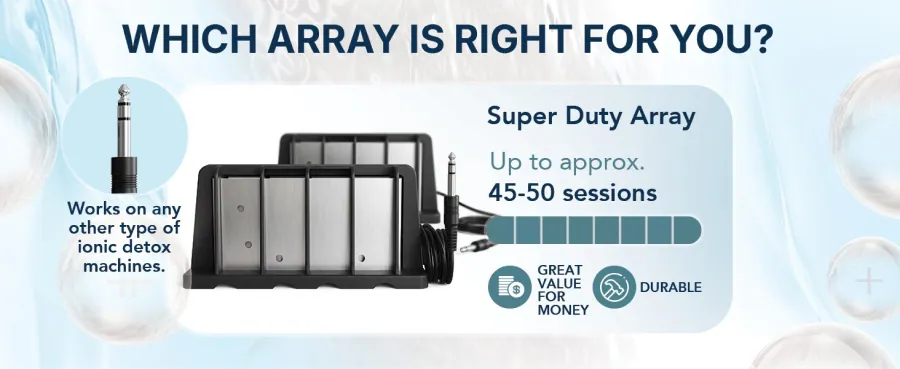 WHICH ARRAY IS RIGHT FOR YOU?
Works on any
other type of
ionic detox
machines.
Super Duty Array
Up to approx.
45-50 sessions
GREAT
VALUE
FOR
MONEY
DURABLE